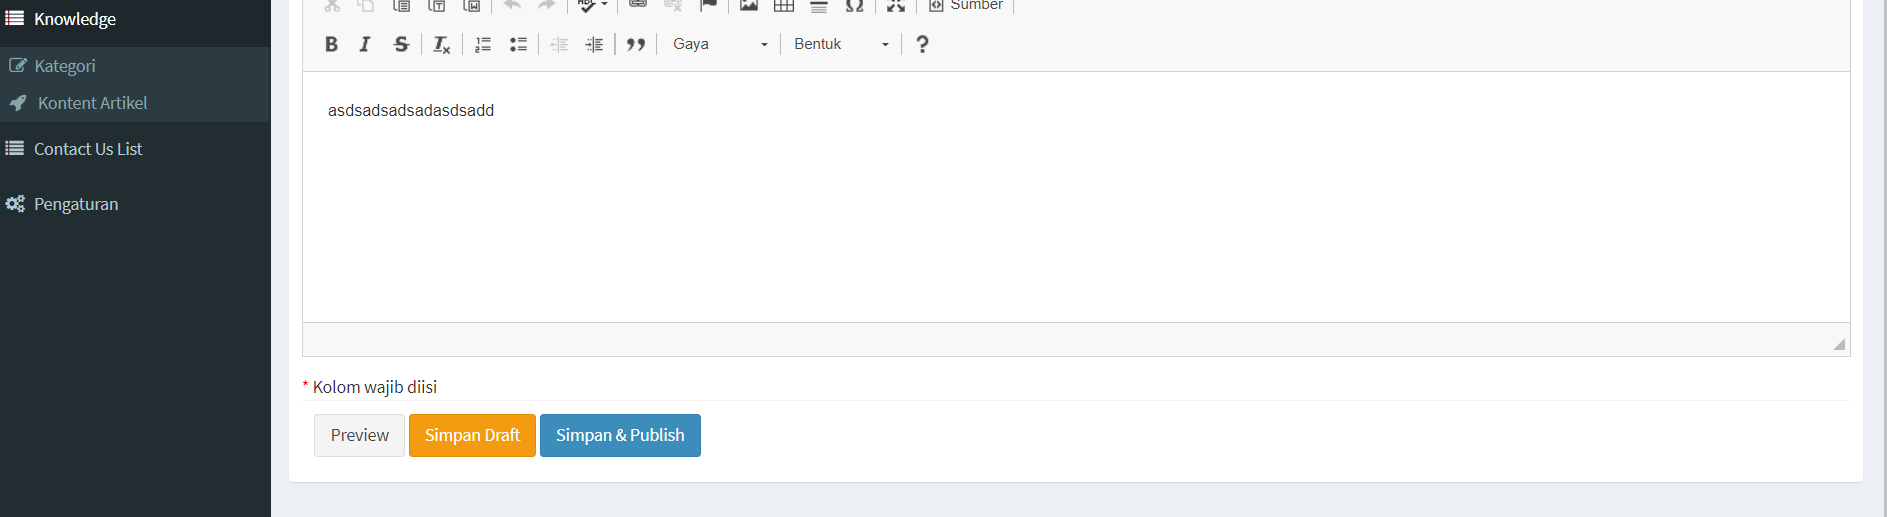 Knowledge
Kategori
Kontent Artikel
Contact Us List
Pengaturan
Sumber
B I S Tx Gaya Bentuk ?
asdsadsadsadasdsadd
* Kolom wajib diisi
Preview Simpan Draft Simpan & Publish